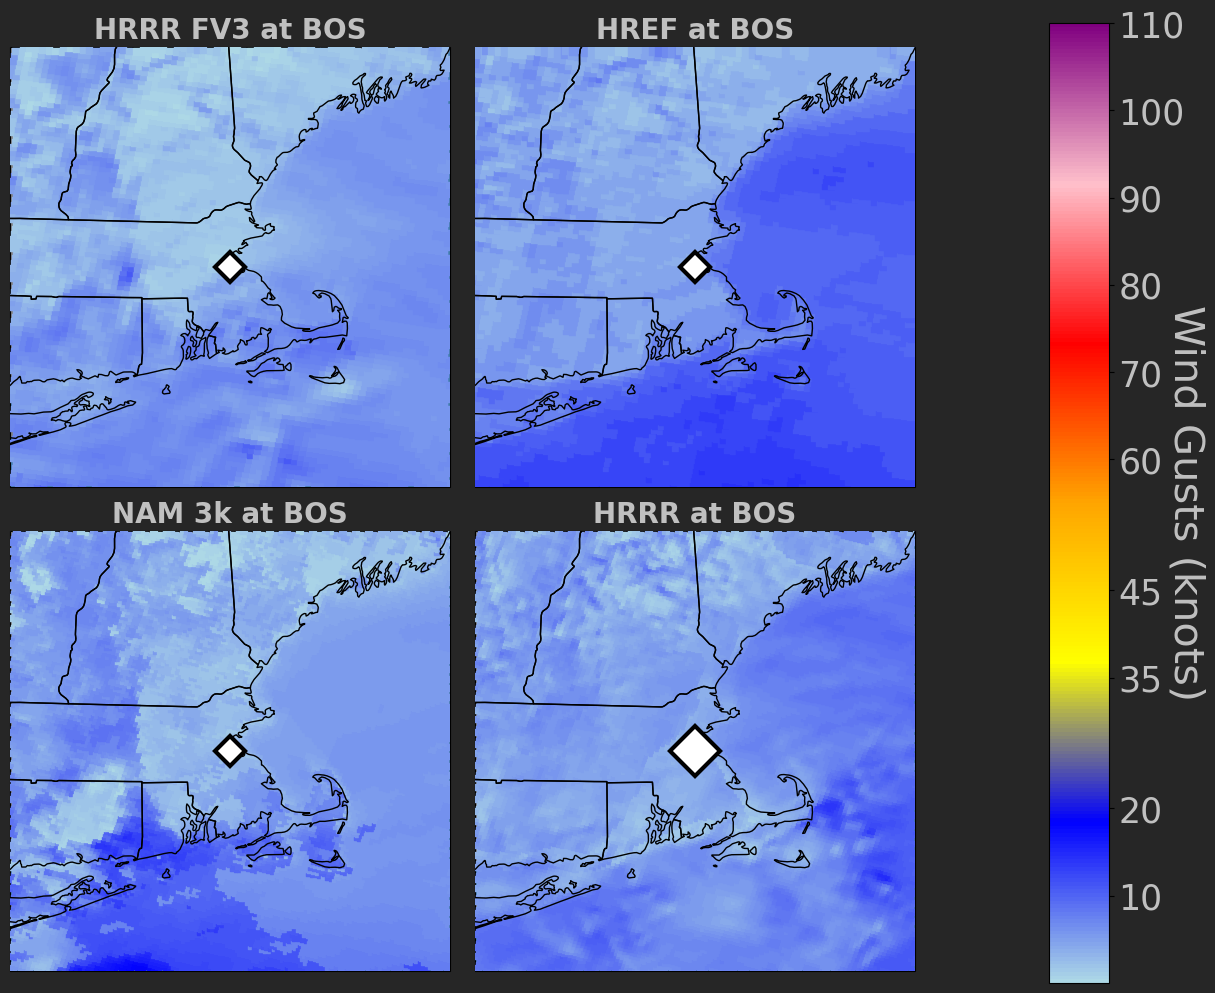 HRRR FV3 at BOS
HREF at BOS
NAM 3k at BOS
HRRR at BOS
110
100
90
80
70
60
45
35
20
10
Wind Gusts (knots)